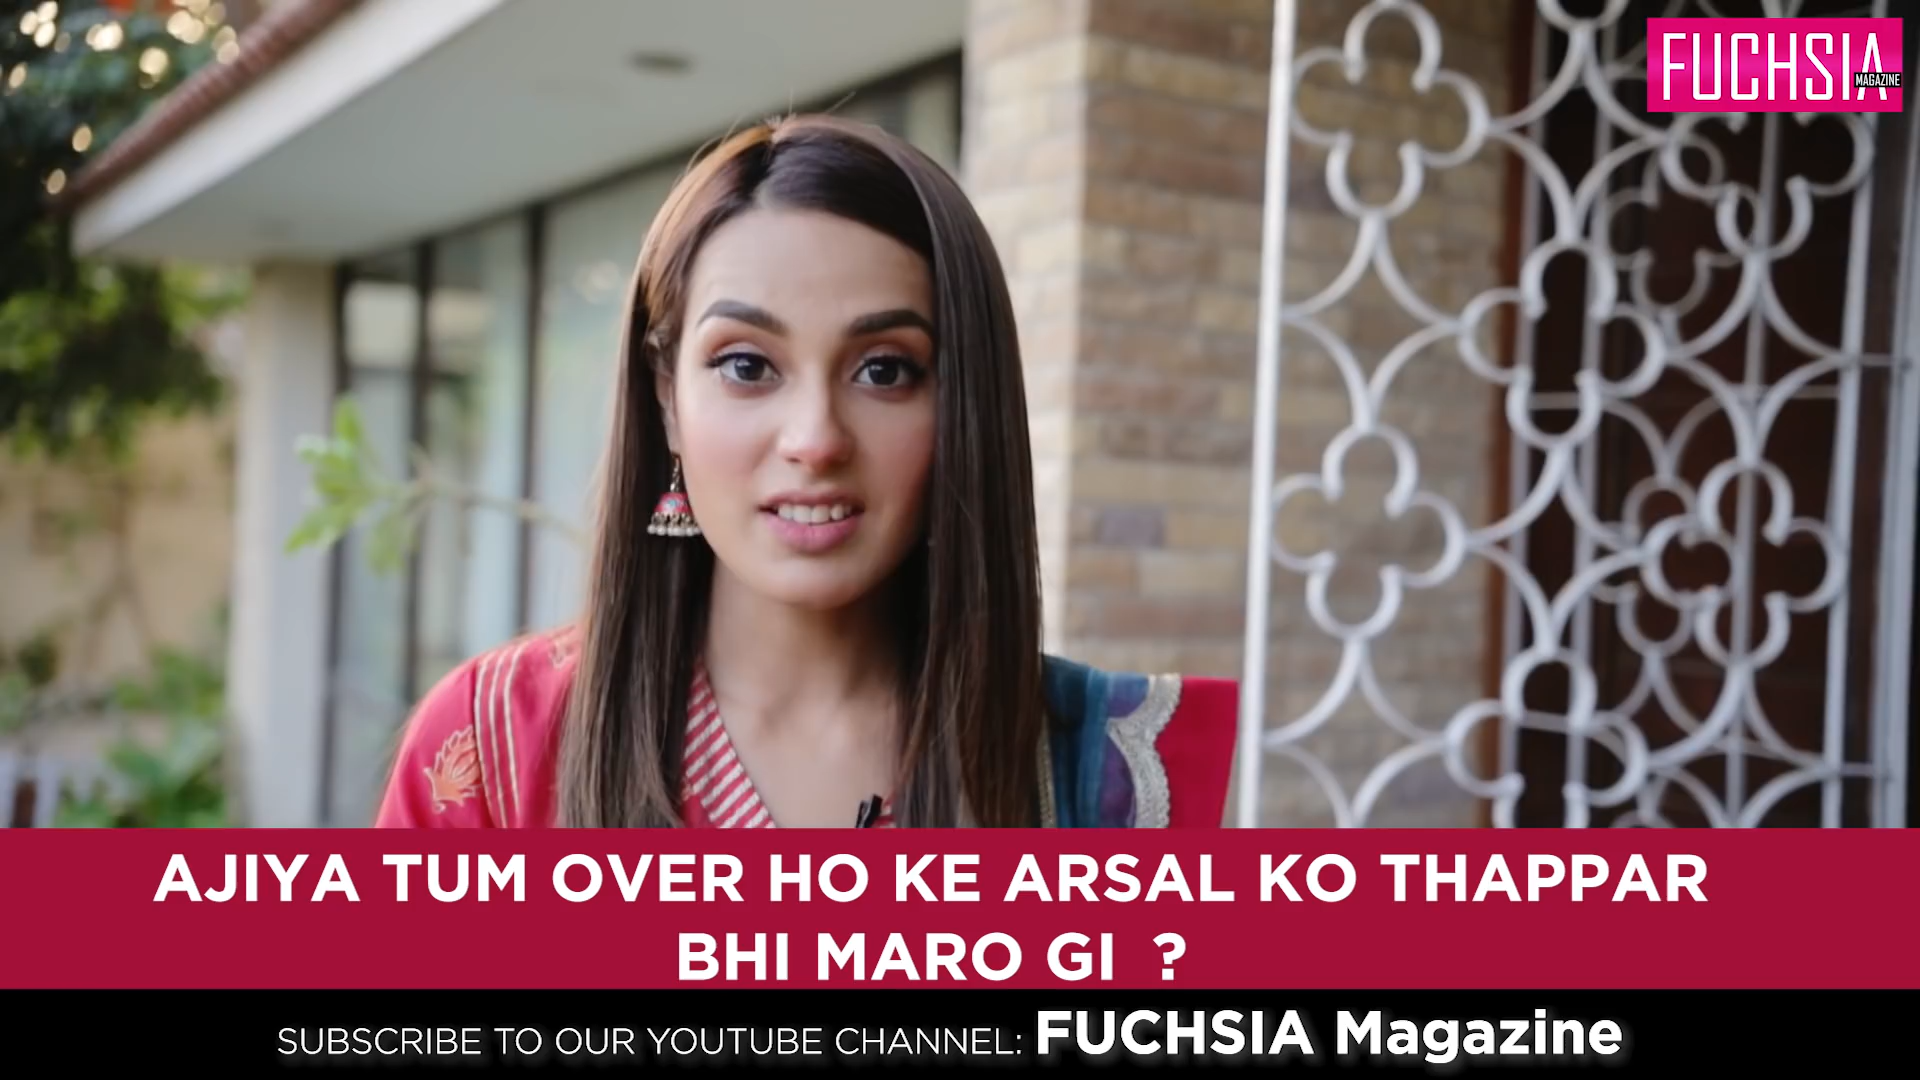 FUCHSIA
MAGAZINE
AJIYA TUM OVER HO KE ARSAL KO THAPPAR
BHI MARO GI ?
SUBSCRIBE TO OUR YOUTUBE CHANNEL: FUCHSIA Magazine